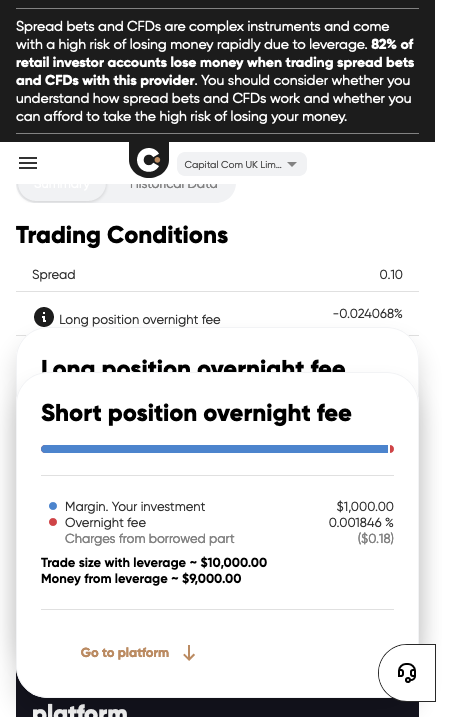 Spread bets and CFDs are complex instruments and come
with a high risk of losing money rapidly due to leverage. 82% of
retail investor accounts lose money when trading spread bets
and CFDs with this provider. You should consider whether you
understand how spread bets and CFDs work and whether you
can afford to take the high risk of losing your money.
Capital Com UK Lim...
Summary Historical Data
Trading Conditions
Spread 0.10
Long position overnight fee -0.024068%
Long position overnight fee
Short position overnight fee
Margin. Your investment $1,000.00
Overnight fee 0.001846 %
Charges from borrowed part ($0.18)
Trade size with leverage ~ $10,000.00
Money from leverage ~ $9,000.00
Go to platform
platform